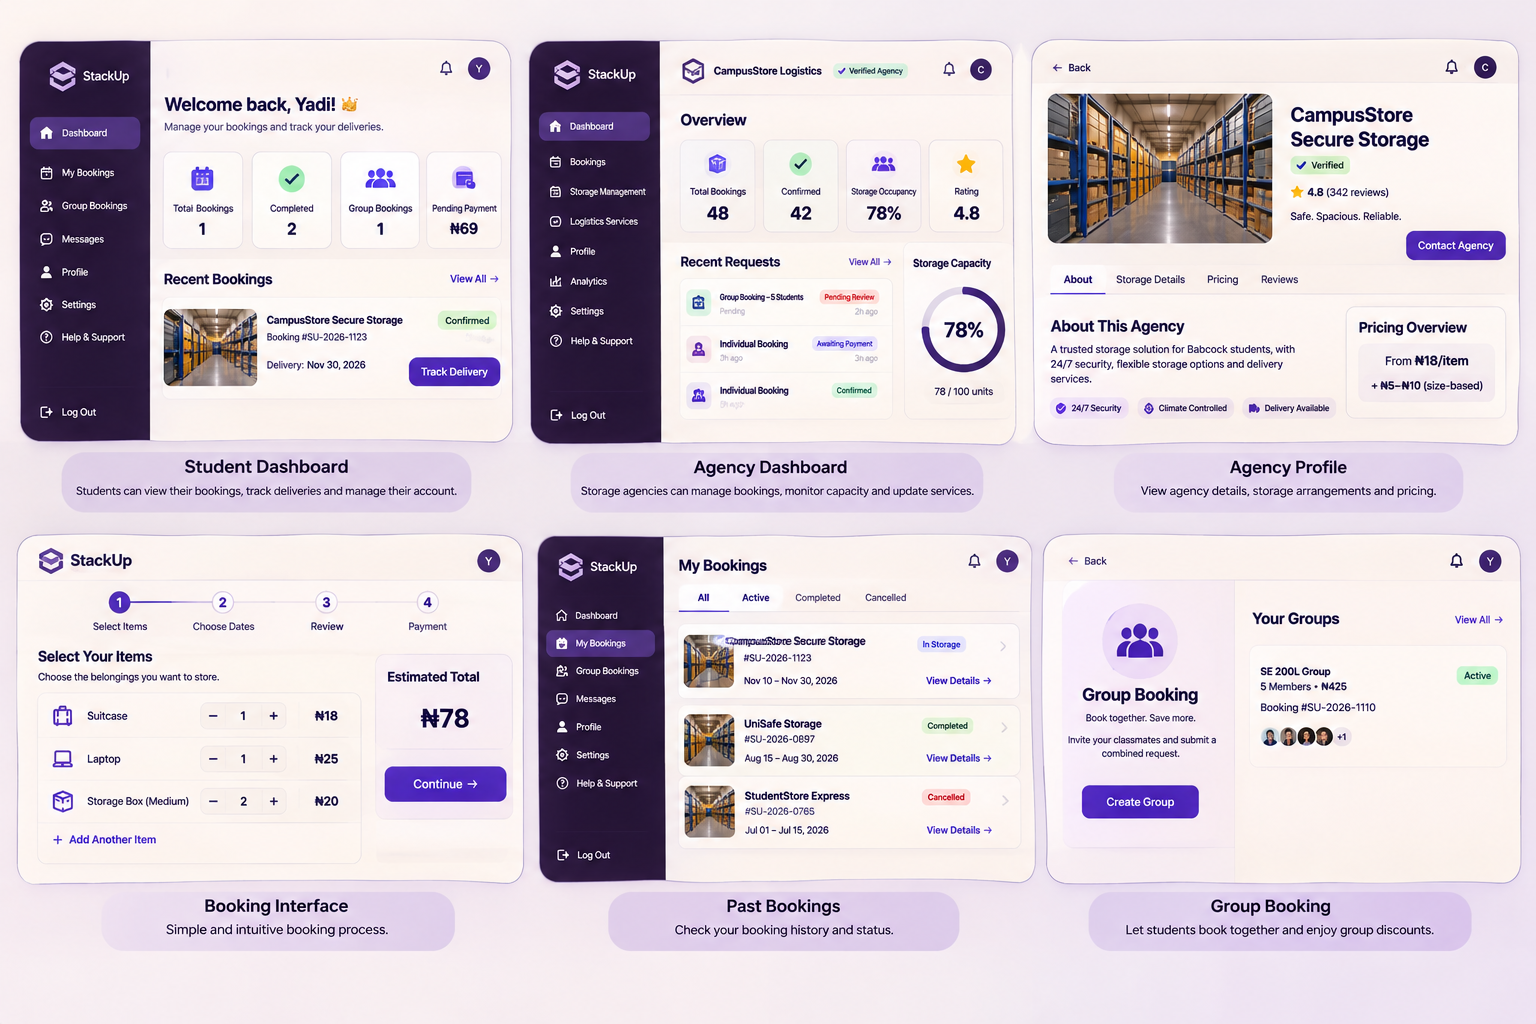 StackUp
Dashboard
My Bookings
Group Bookings
Messages
Profile
Settings
Help & Support
Log Out
Y
Welcome back, Yadi!
Manage your bookings and track your deliveries.
Total Bookings
1
Completed
2
Group Bookings
1
Pending Payment
₦69
Recent Bookings
View All →
CampusStore Secure Storage
Confirmed
Booking #SU-2026-1123
Delivery: Nov 30, 2026
Track Delivery
Student Dashboard
Students can view their bookings, track deliveries and manage their account.
StackUp
Dashboard
Bookings
Storage Management
Logistics Services
Profile
Analytics
Settings
Help & Support
Log Out
CampusStore Logistics
Verified Agency
C
Overview
Total Bookings
48
Confirmed
42
Storage Occupancy
78%
Rating
4.8
Recent Requests
View All →
Group Booking – 5 Students
Pending Review
Pending
2h ago
Individual Booking
Awaiting Payment
3h ago
3h ago
Individual Booking
Confirmed
Storage Capacity
78%
78 / 100 units
Agency Dashboard
Storage agencies can manage bookings, monitor capacity and update services.
← Back
C
CampusStore
Secure Storage
Verified
4.8 (342 reviews)
Safe. Spacious. Reliable.
Contact Agency
About
Storage Details
Pricing
Reviews
About This Agency
A trusted storage solution for Babcock students, with
24/7 security, flexible storage options and delivery
services.
24/7 Security
Climate Controlled
Delivery Available
Pricing Overview
From ₦18/item
+ ₦5–₦10 (size-based)
Agency Profile
View agency details, storage arrangements and pricing.
StackUp
Y
1
2
3
4
Select Items
Choose Dates
Review
Payment
Select Your Items
Choose the belongings you want to store.
Suitcase
− 1 +
₦18
Laptop
− 1 +
₦25
Storage Box (Medium)
− 2 +
₦20
+ Add Another Item
Estimated Total
₦78
Continue →
Booking Interface
Simple and intuitive booking process.
StackUp
Dashboard
My Bookings
Group Bookings
Messages
Profile
Settings
Help & Support
Log Out
My Bookings
Y
All
Active
Completed
Cancelled
CampusStore Secure Storage
In Storage
#SU-2026-1123
Nov 10 – Nov 30, 2026
View Details →
UniSafe Storage
Completed
#SU-2026-0897
Aug 15 – Aug 30, 2026
View Details →
StudentStore Express
Cancelled
#SU-2026-0765
Jul 01 – Jul 15, 2026
View Details →
Past Bookings
Check your booking history and status.
← Back
Y
Group Booking
Book together. Save more.
Invite your classmates and submit a
combined request.
Create Group
Your Groups
View All →
SE 200L Group
Active
5 Members • ₦425
Booking #SU-2026-1110
+1
Group Booking
Let students book together and enjoy group discounts.